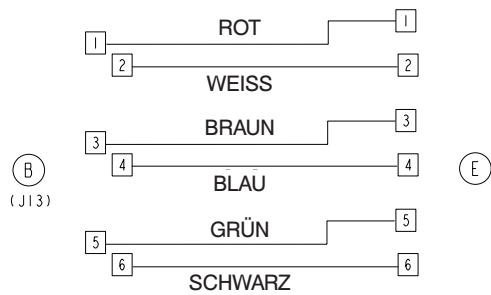 ROT 1
1
2 2
WEISS
BRAUN 3
3
4 4
BLAU
B E
(J13)
GRÜN 5
5
6 6
SCHWARZ